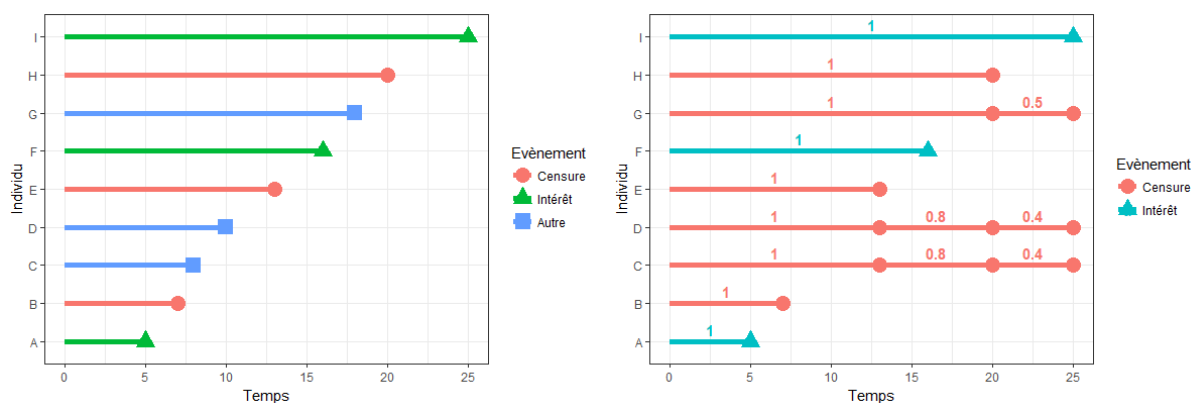 I
H
G
F
E
D
C
B
A
Individu
0 5 10 15 20 25
Temps
Evènement
Censure
Intérêt
Autre
1
I
1
H
1 0.5
G
1
F
1
E
1 0.8 0.4
D
1 0.8 0.4
C
1
B
1
A
Individu
0 5 10 15 20 25
Temps
Evènement
Censure
Intérêt